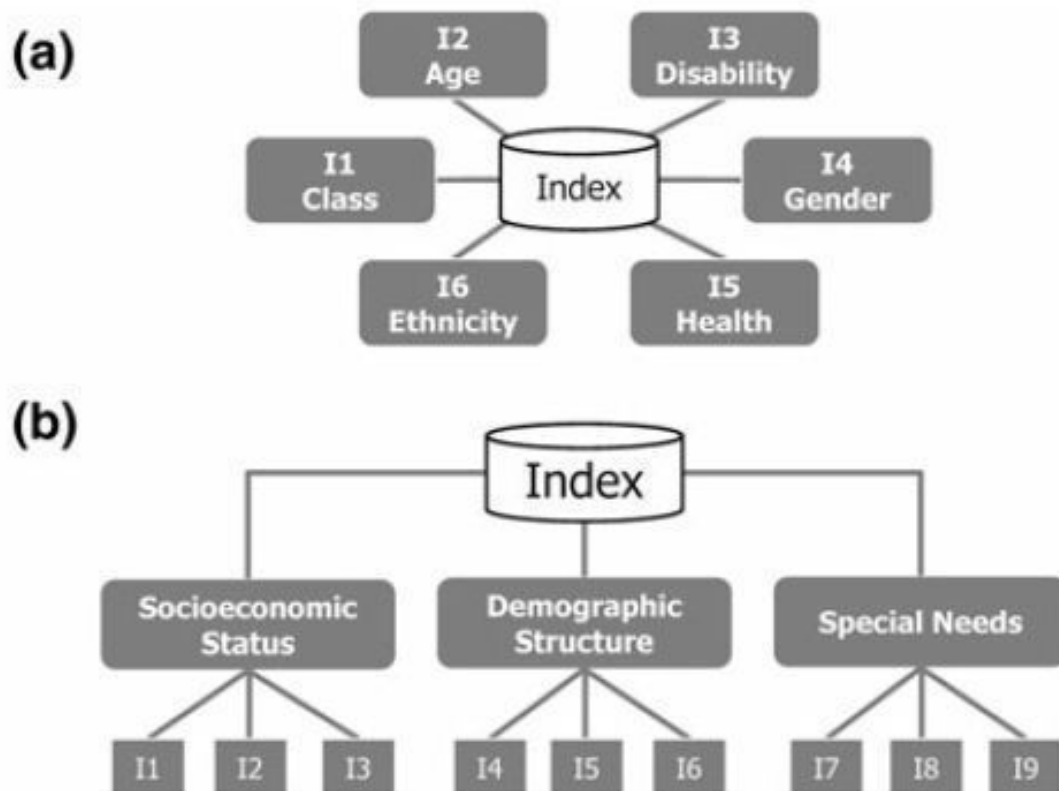 (a)
I2
Age
I3
Disability
I1
Class
Index
I4
Gender
I6
Ethnicity
I5
Health
(b)
Index
Socioeconomic
Status
Demographic
Structure
Special Needs
I1
I2
I3
I4
I5
I6
I7
I8
I9